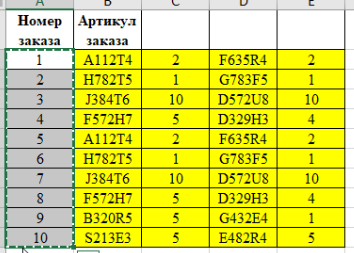 A B C D E
Номер Артикул
заказа заказа
1 A112T4 2 F635R4 2
2 H782T5 1 G783F5 1
3 J384T6 10 D572U8 10
4 F572H7 5 D329H3 4
5 A112T4 2 F635R4 2
6 H782T5 1 G783F5 1
7 J384T6 10 D572U8 10
8 F572H7 5 D329H3 4
9 B320R5 5 G432E4 1
10 S213E3 5 E482R4 5